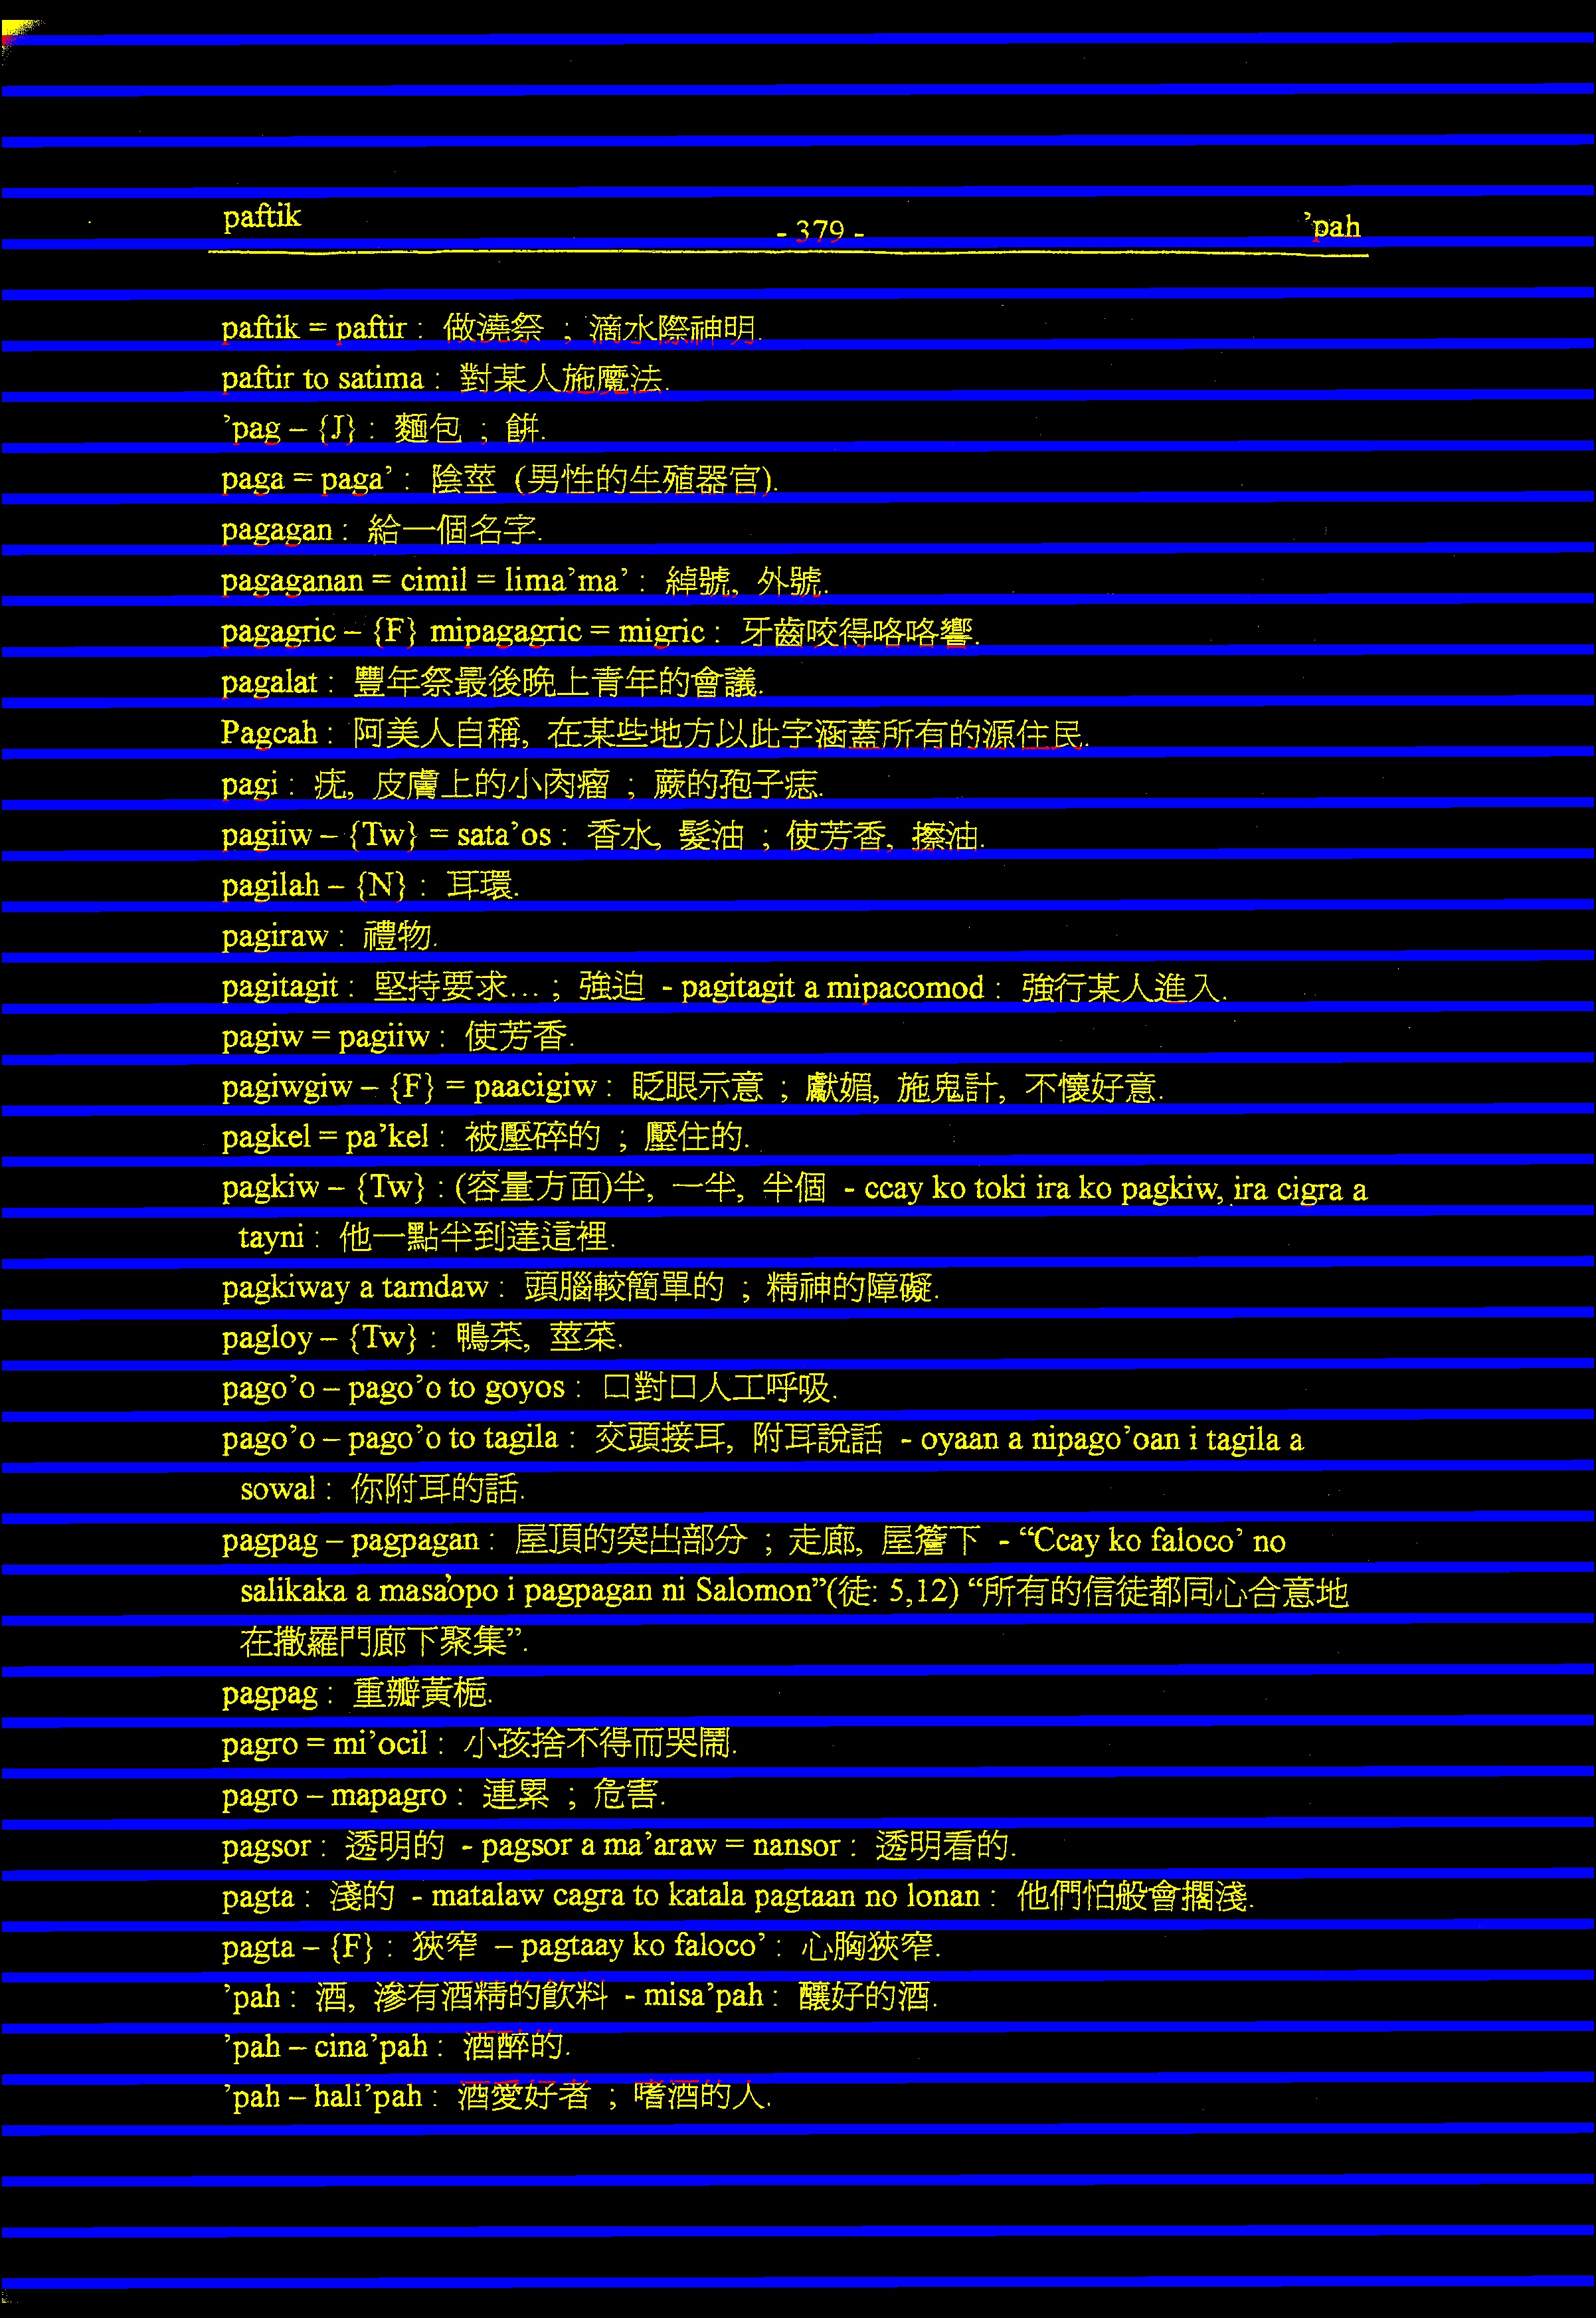 paftik - 379 - ’pah
paftik = paftir : 做澆祭 ; 滴水際神明.
paftir to satima : 對某人施魔法.
’pag – {J} : 麵包 ; 餅.
paga = paga’ : 陰莖 (男性的生殖器官).
pagagan : 給一個名字.
pagaganan = cimil = lima’ma’ : 綽號, 外號.
pagagric – {F} mipagagric = migric : 牙齒咬得咯咯響.
pagalat : 豐年祭最後晚上青年的會議.
Pagcah : 阿美人自稱, 在某些地方以此字涵蓋所有的源住民.
pagi : 疣, 皮膚上的小肉瘤 ; 蕨的孢子痣.
pagiiw – {Tw} = sata’os : 香水, 髮油 ; 使芳香, 擦油.
pagilah – {N} : 耳環.
pagiraw : 禮物.
pagitagit : 堅持要求... ; 強迫 - pagitagit a mipacomod : 強行某人進入.
pagiw = pagiiw : 使芳香.
pagiwgiw – {F} = paacigiw : 眨眼示意 ; 獻媚, 施鬼計, 不懷好意.
pagkel = pa’kel : 被壓碎的 ; 壓住的.
pagkiw – {Tw} : (容量方面)半, 一半, 半個 - ccay ko toki ira ko pagkiw, ira cigra a
tayni : 他一點半到達這裡.
pagkiway a tamdaw : 頭腦較簡單的 ; 精神的障礙.
pagloy – {Tw} : 鴨菜, 莖菜.
pago’o – pago’o to goyos : 口對口人工呼吸.
pago’o – pago’o to tagila : 交頭接耳, 附耳說話 - oyaan a nipago’oan i tagila a
sowal : 你附耳的話.
pagpag – pagpagan : 屋頂的突出部分 ; 走廊, 屋簷下 - “Ccay ko faloco’ no
salikaka a masa’opo i pagpagan ni Salomon”(徒: 5,12) “所有的信徒都同心合意地
在撒羅門廊下聚集”.
pagpag : 重瓣黃梔.
pagro = mi’ocil : 小孩捨不得而哭鬧.
pagro – mapagro : 連累 ; 危害.
pagsor : 透明的 - pagsor a ma’araw = nansor : 透明看的.
pagta : 淺的 - matalaw cagra to katala pagtaan no lonan : 他們怕般會擱淺.
pagta – {F} : 狹窄 – pagtaay ko faloco’ : 心胸狹窄.
’pah : 酒, 滲有酒精的飲料 - misa’pah : 釀好的酒.
’pah – cina’pah : 酒醉的.
’pah – hali’pah : 酒愛好者 ; 嗜酒的人.